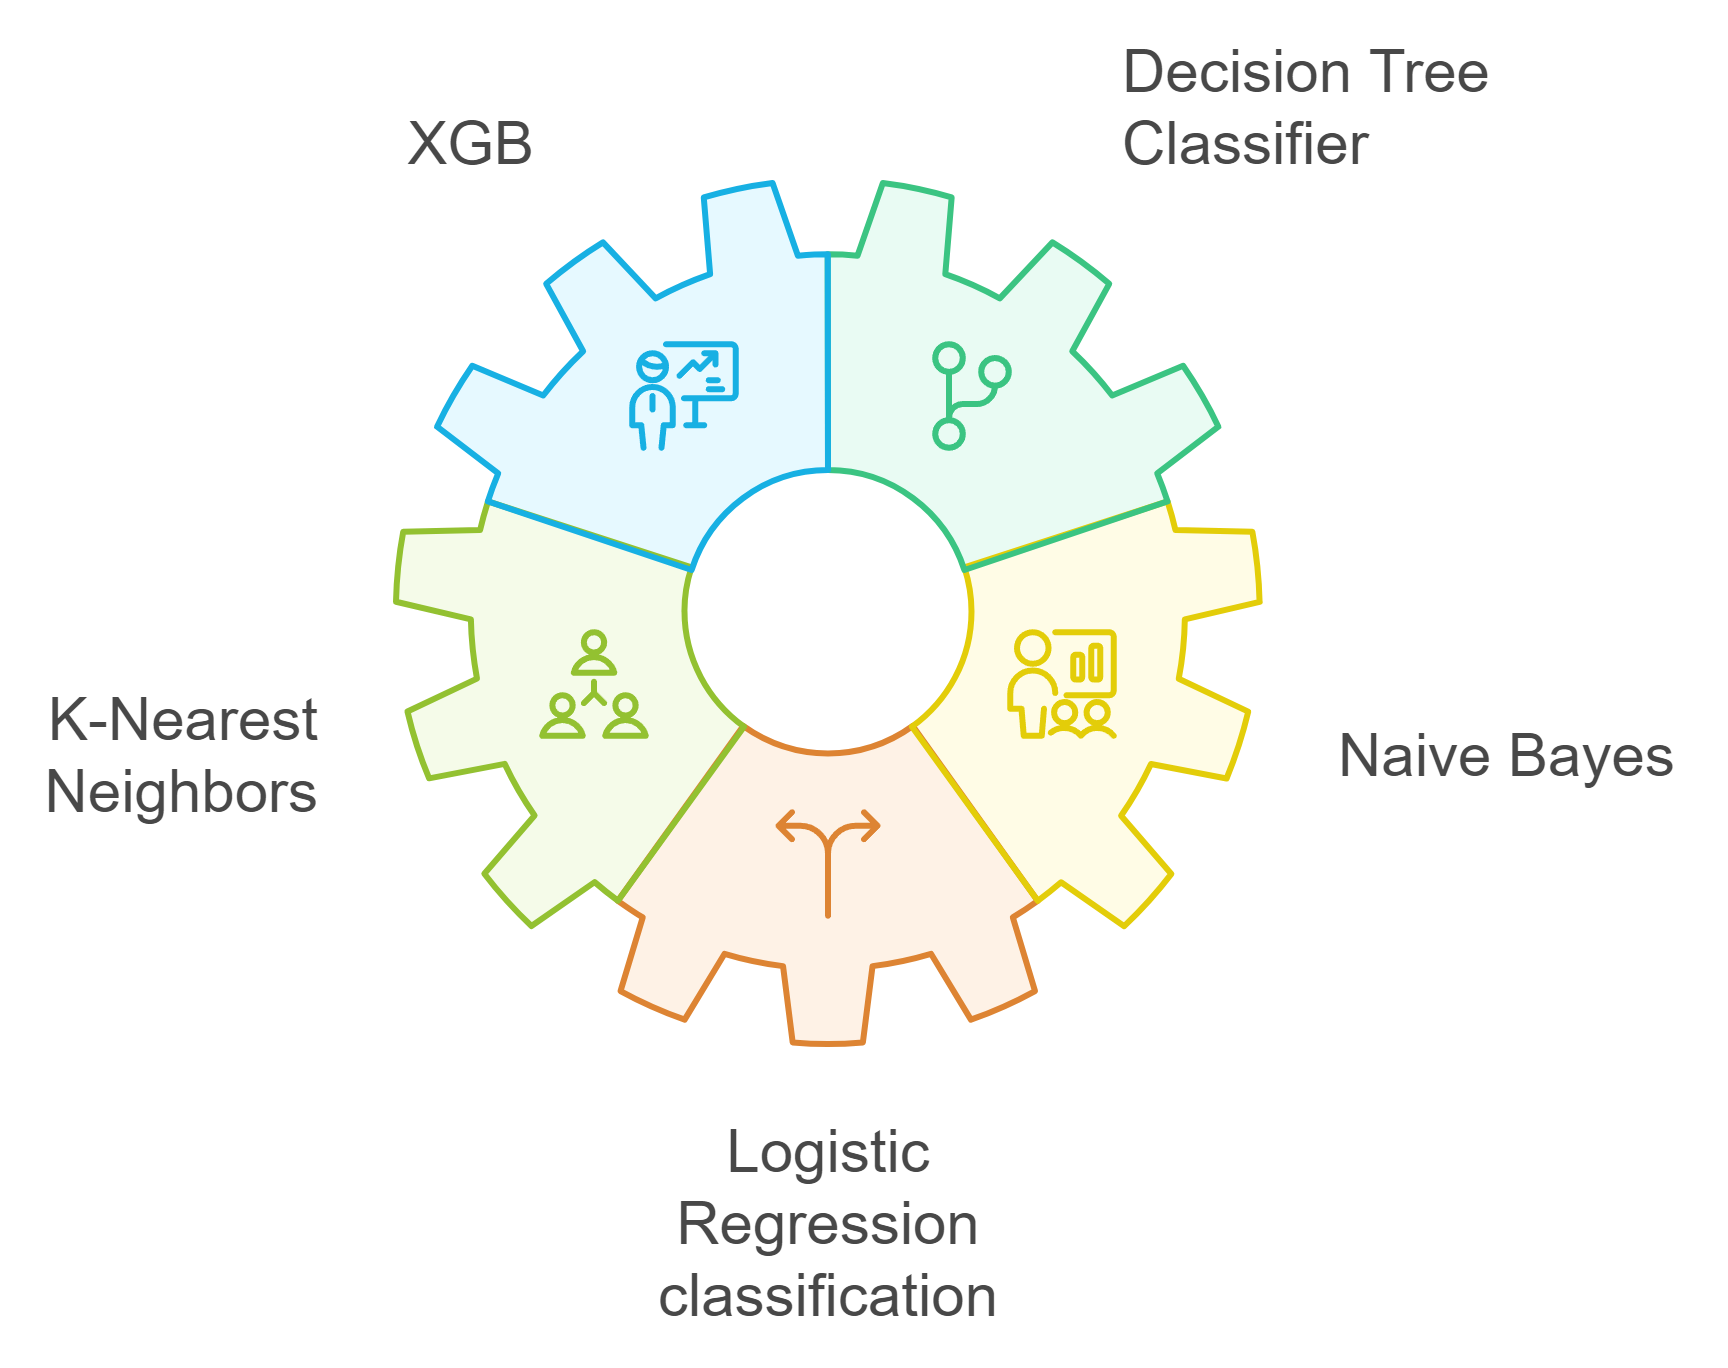 Decision Tree
Classifier
XGB
K-Nearest
Neighbors
Naive Bayes
Logistic
Regression
classification